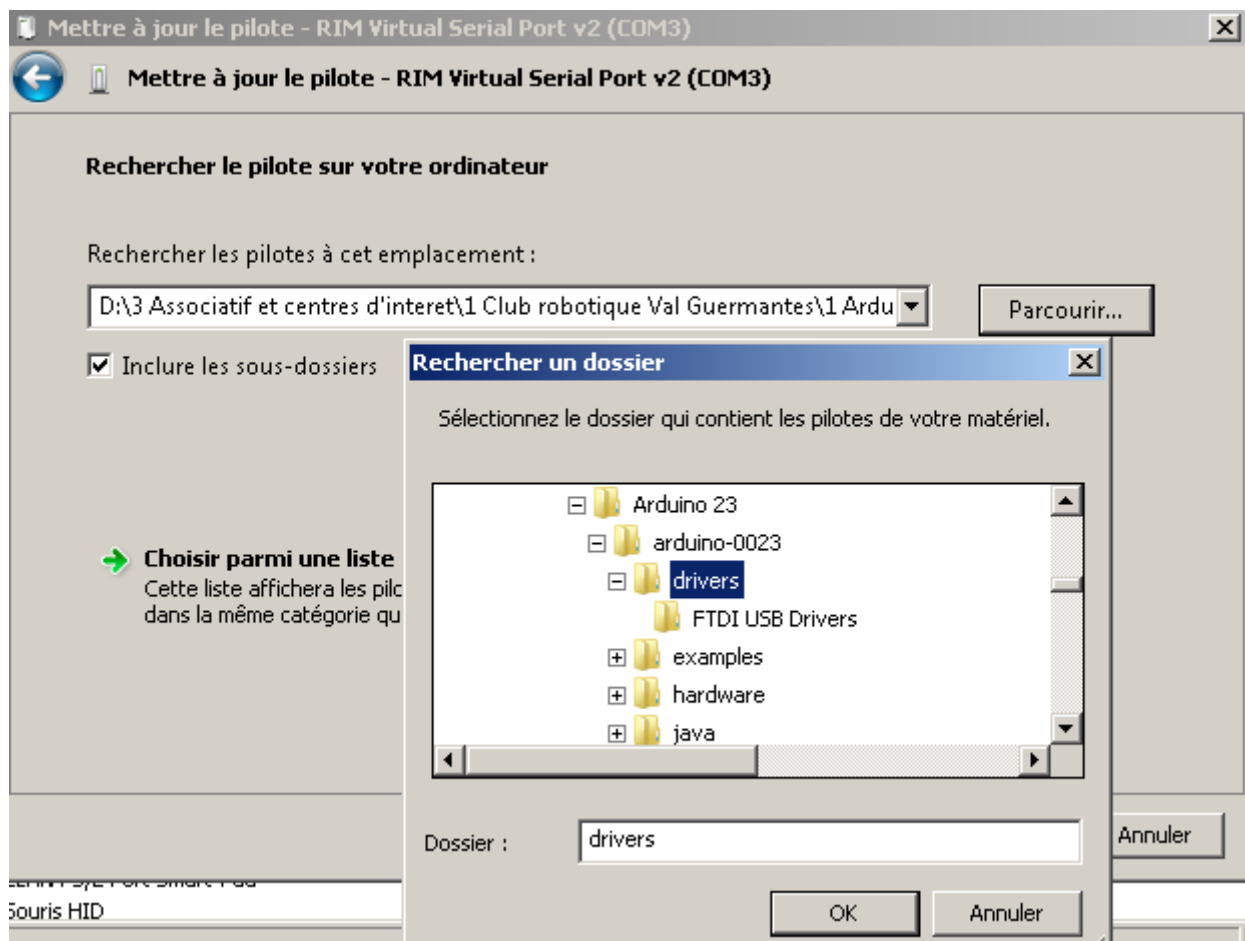 Mettre à jour le pilote - RIM Virtual Serial Port v2 (COM3)
Mettre à jour le pilote - RIM Virtual Serial Port v2 (COM3)
Rechercher le pilote sur votre ordinateur
Rechercher les pilotes à cet emplacement :
D:\3 Associatif et centres d'interet\1 Club robotique Val Guermantes\1 Ardu
Parcourir...
Inclure les sous-dossiers
Rechercher un dossier
Sélectionnez le dossier qui contient les pilotes de votre matériel.
Arduino 23
arduino-0023
drivers
FTDI USB Drivers
examples
hardware
java
Choisir parmi une liste
Cette liste affichera les pilo
dans la même catégorie qu
Dossier :
drivers
Annuler
OK
Annuler
Souris HID